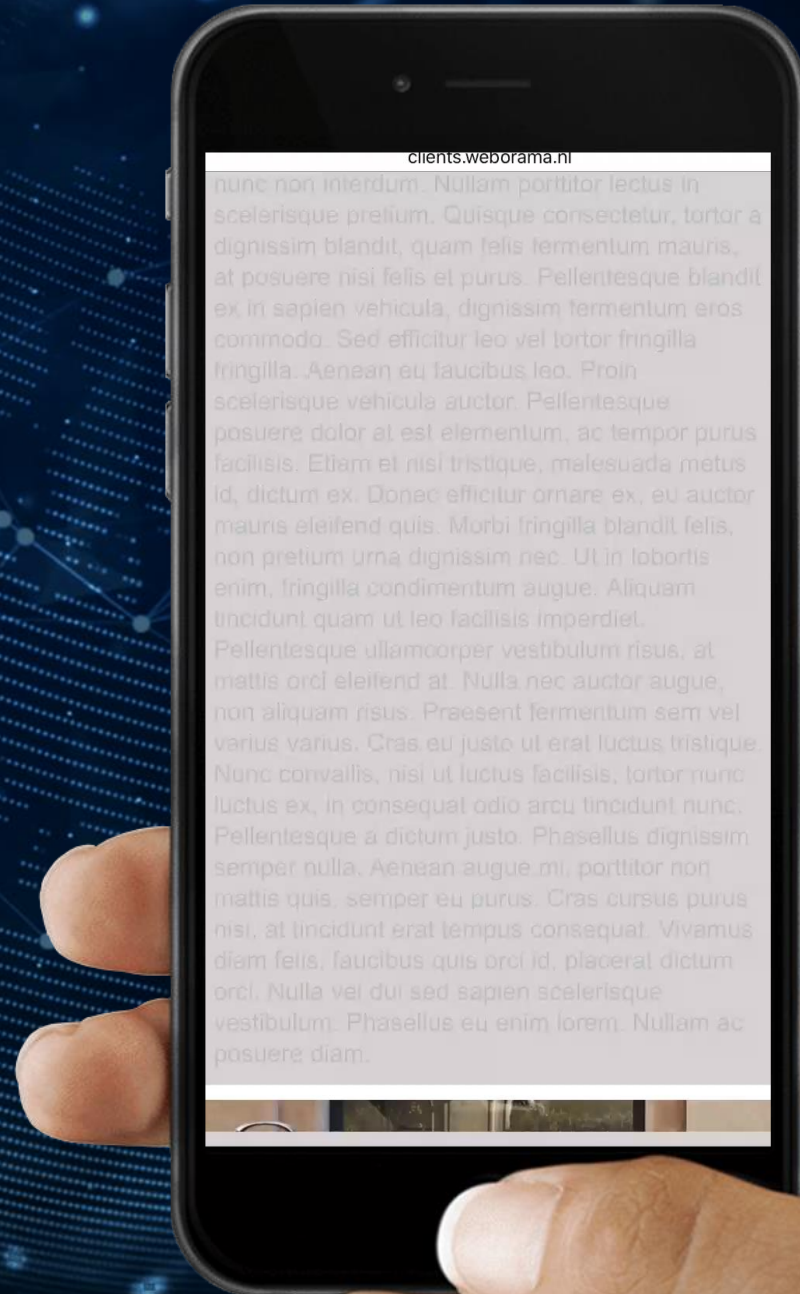 clients.weborama.nl
nunc non interdum. Nullam porttitor lectus in
scelerisque pretium. Quisque consectetur, tortor a
dignissim blandit, quam felis fermentum mauris,
at posuere nisi felis et purus. Pellentesque blandit
ex in sapien vehicula, dignissim fermentum eros
commodo. Sed efficitur leo vel tortor fringilla
fringilla. Aenean eu faucibus leo. Proin
scelerisque vehicula auctor. Pellentesque
posuere dolor at est elementum, ac tempor purus
facilisis. Etiam et nisi tristique, malesuada metus
id, dictum ex. Donec efficitur ornare ex, eu auctor
mauris eleifend quis. Morbi fringilla blandit felis,
non pretium urna dignissim nec. Ut in lobortis
enim, fringilla condimentum augue. Aliquam
tincidunt quam ut leo facilisis imperdiet.
Pellentesque ullamcorper vestibulum risus, at
mattis orci eleifend at. Nulla nec auctor augue,
non aliquam risus. Praesent fermentum sem vel
varius varius. Cras eu justo ut erat luctus tristique.
Nunc convallis, nisi ut luctus facilisis, tortor nunc
luctus ex, in consequat odio arcu tincidunt nunc.
Pellentesque a dictum justo. Phasellus dignissim
semper nulla. Aenean augue mi, porttitor non
mattis quis, semper eu purus. Cras cursus purus
nisi, at tincidunt erat tempus consequat. Vivamus
diam felis, faucibus quis orci id, placerat dictum
orci. Nulla vel dui sed sapien scelerisque
vestibulum. Phasellus eu enim lorem. Nullam ac
posuere diam.